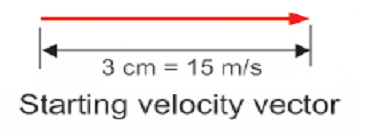 3 cm = 15 m/s
Starting velocity vector